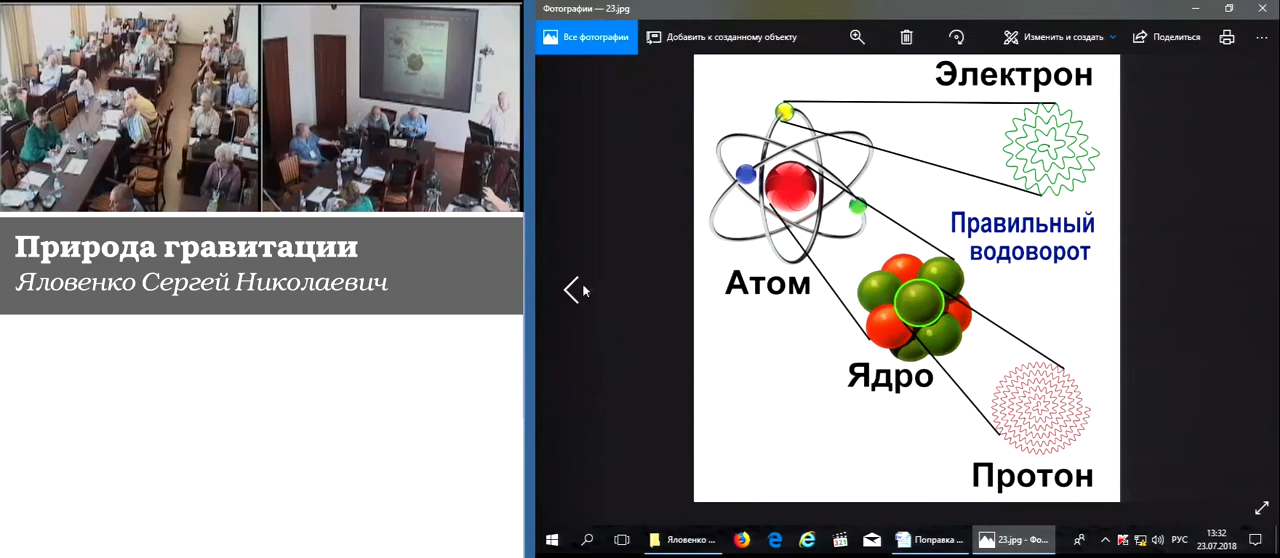 Фотографии — 23.jpg
Все фотографии
Добавить к созданному объекту
Изменить и создать
Поделиться
Электрон
Правильный
водоворот
Атом
Ядро
Протон
Природа гравитации
Яловенко Сергей Николаевич
Яловенко ...
Поправка ...
23.jpg - Фо...
РУС
13:32
23.07.2018